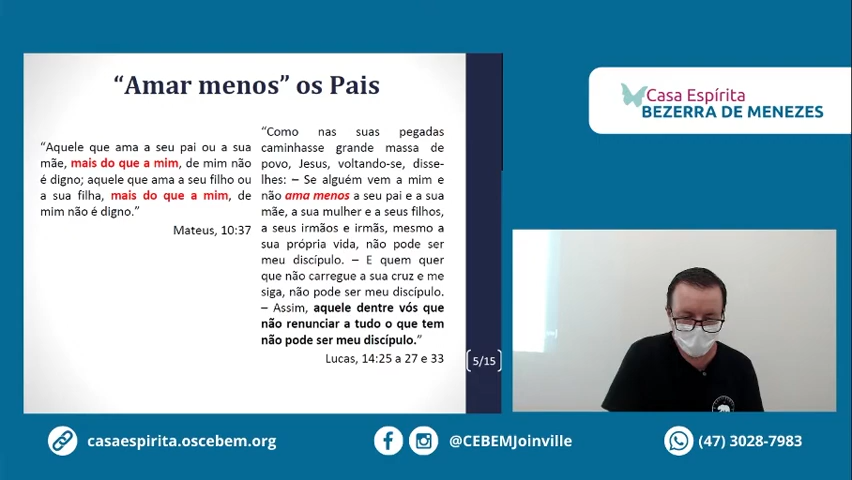 “Amar menos” os Pais
“Aquele que ama a seu pai ou a sua
mãe, mais do que a mim, de mim não
é digno; aquele que ama a seu filho ou
a sua filha, mais do que a mim, de
mim não é digno.”
Mateus, 10:37
“Como nas suas pegadas
caminhasse grande massa de
povo, Jesus, voltando-se, disse-
lhes: – Se alguém vem a mim e
não ama menos a seu pai e a sua
mãe, a sua mulher e a seus filhos,
a seus irmãos e irmãs, mesmo a
sua própria vida, não pode ser
meu discípulo. – E quem quer
que não carregue a sua cruz e me
siga, não pode ser meu discípulo.
– Assim, aquele dentre vós que
não renunciar a tudo o que tem
não pode ser meu discípulo.”
Lucas, 14:25 a 27 e 33
5/15
Casa Espírita
BEZERRA DE MENEZES
casaespirita.oscebem.org
@CEBEMJoinville
(47) 3028-7983